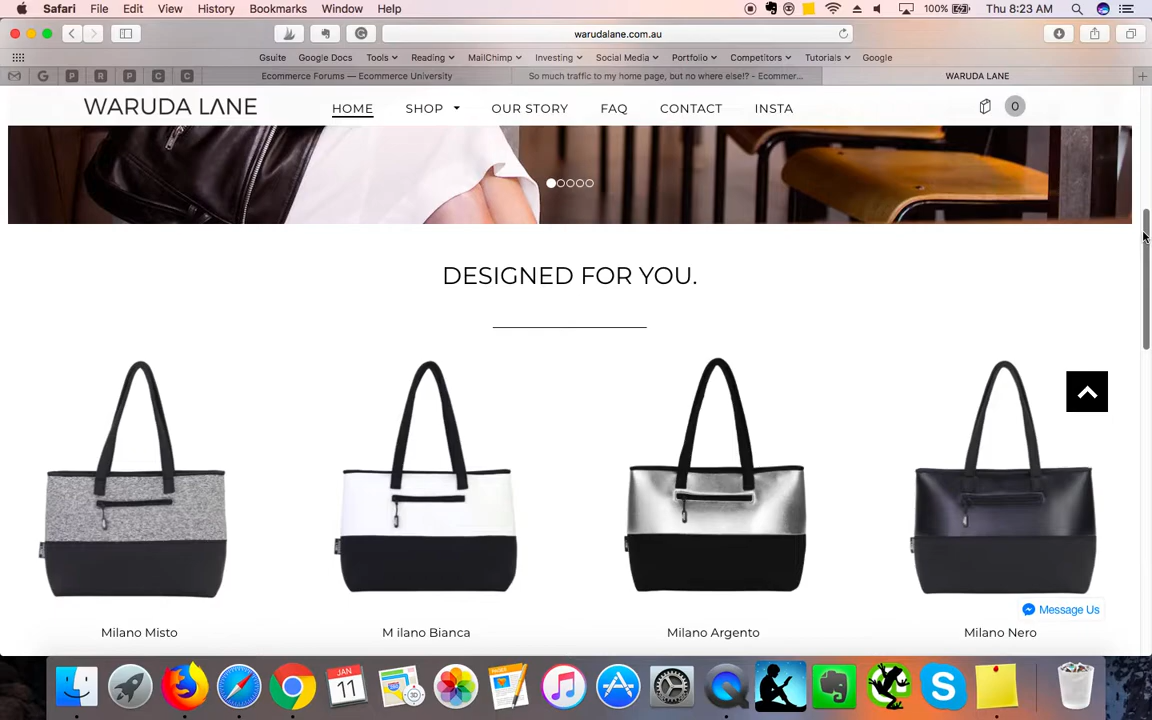 Safari File Edit View History Bookmarks Window Help 100% Thu 8:23 AM
warudalane.com.au
Gsuite Google Docs Tools Reading MailChimp Investing Social Media Portfolio Competitors Tutorials Google
G P R P C C Ecommerce Forums — Ecommerce University So much traffic to my home page, but no where else!? - Ecommer... WARUDA LANE
WARUDA LANE HOME SHOP OUR STORY FAQ CONTACT INSTA 0
DESIGNED FOR YOU.
Message Us
Milano Misto M ilano Bianca Milano Argento Milano Nero
JAN
11